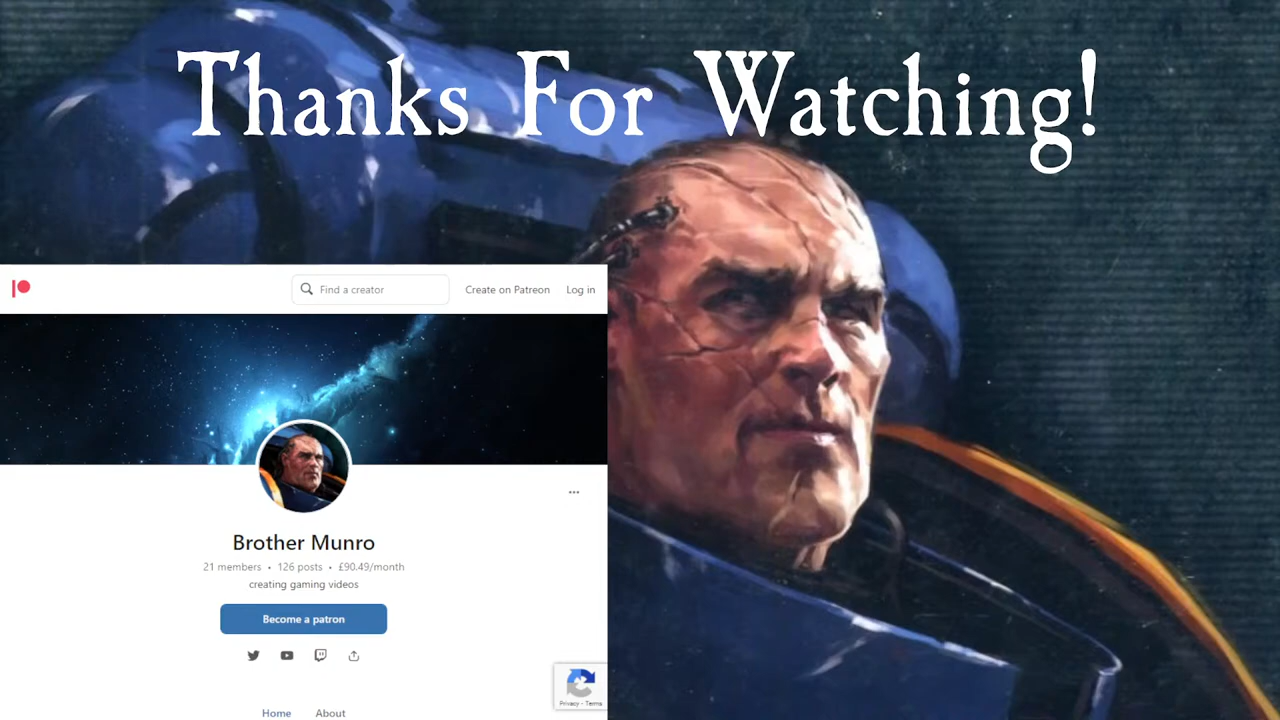 Thanks For Watching!
Find a creator
Create on Patreon
Log in
Brother Munro
21 members • 126 posts • £90.49/month
creating gaming videos
Become a patron
Privacy - Terms
Home
About